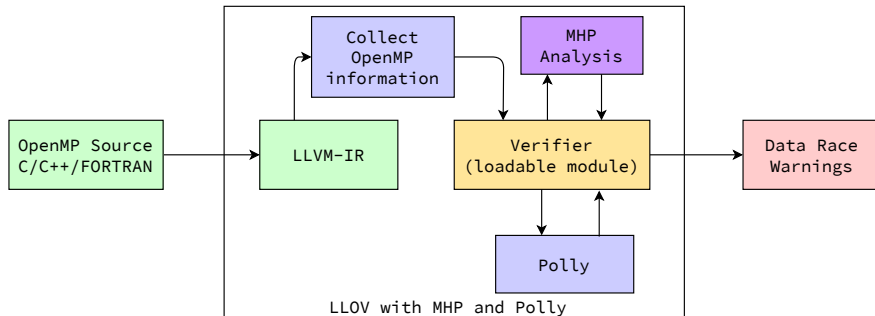 Collect
OpenMP
information
MHP
Analysis
OpenMP Source
C/C++/FORTRAN
LLVM-IR
Verifier
(loadable module)
Data Race
Warnings
Polly
LLOV with MHP and Polly